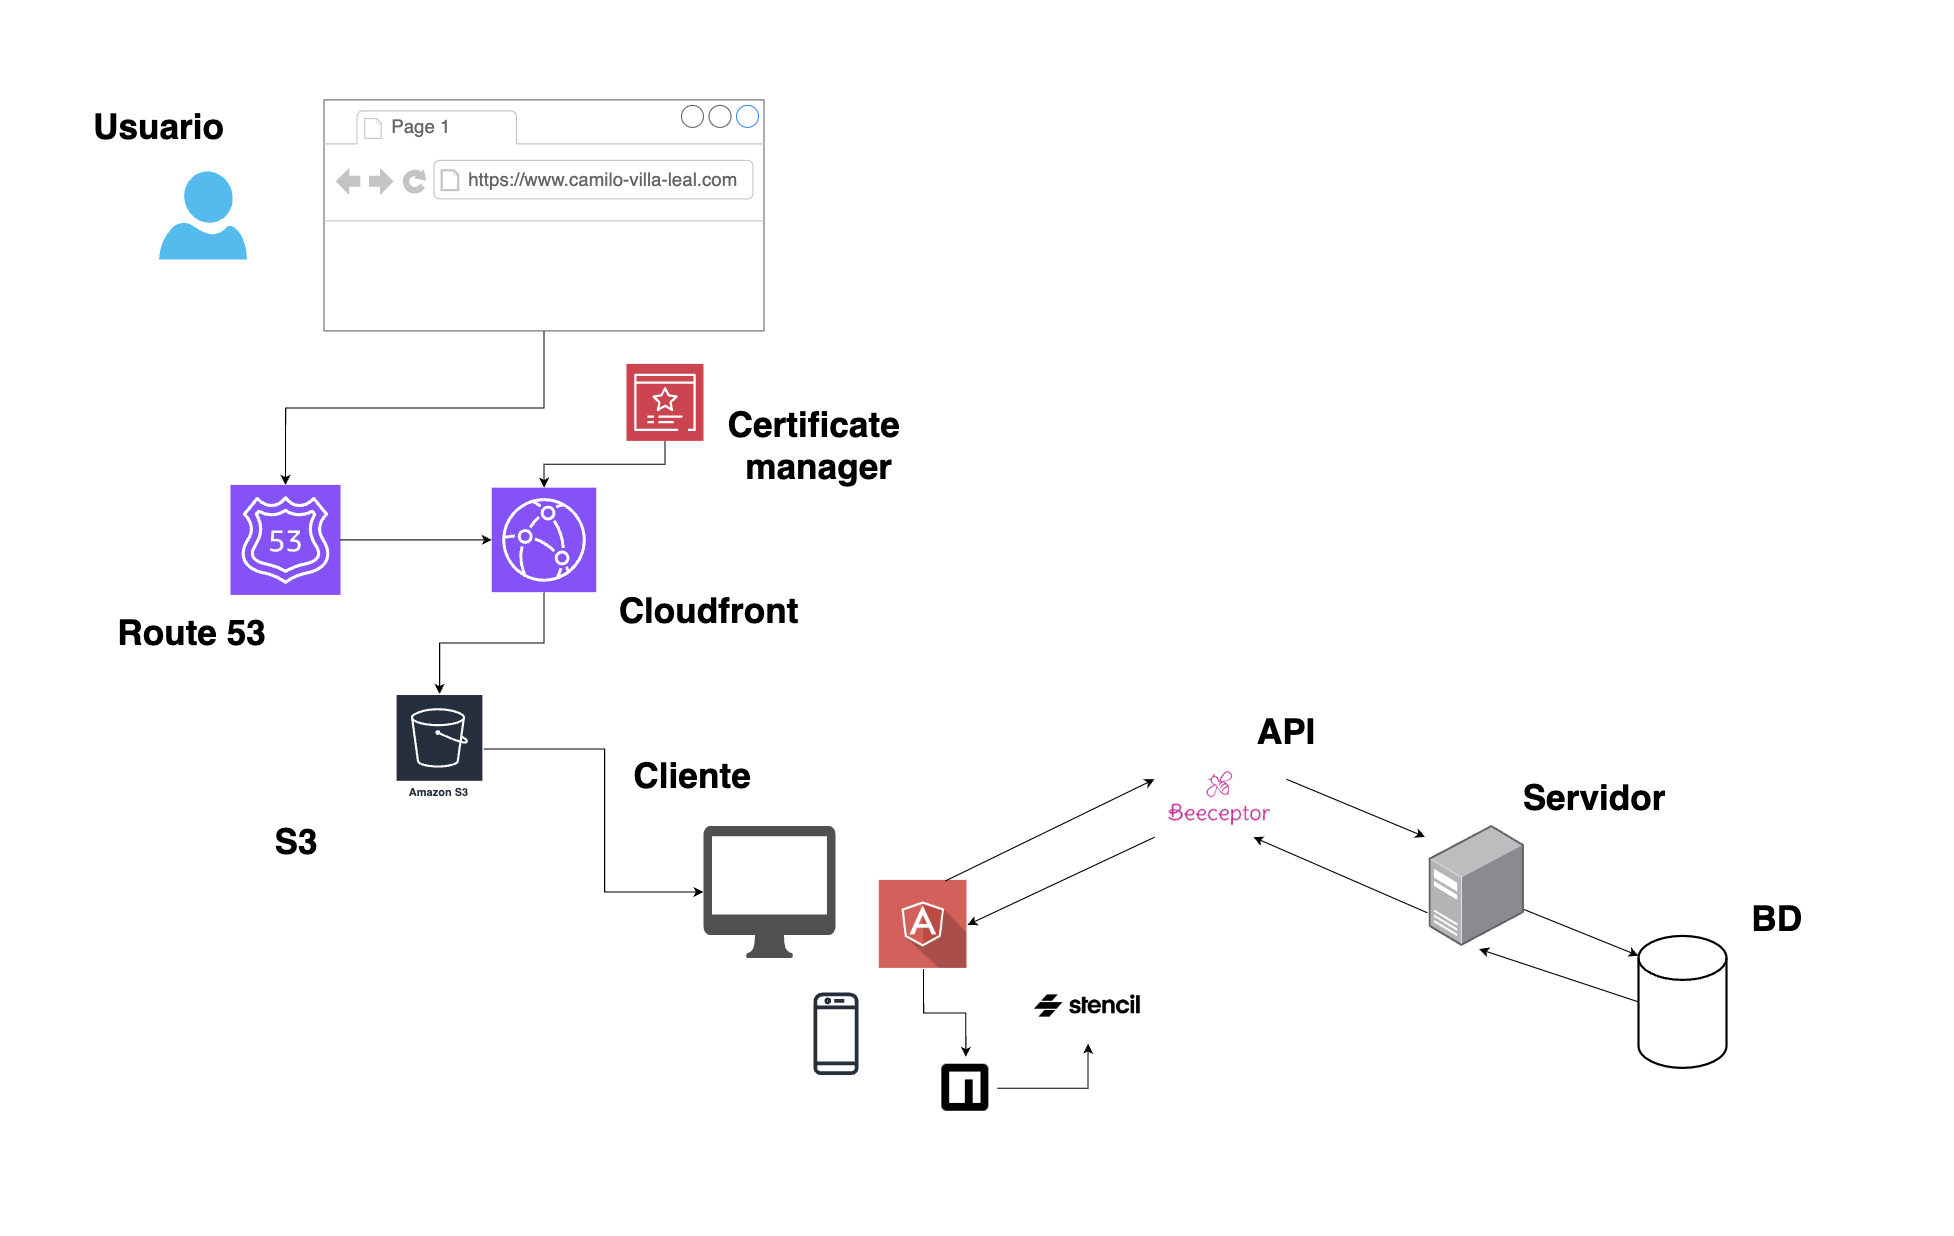 Usuario
Page 1
https://www.camilo-villa-leal.com
Certificate
manager
53
Route 53
Cloudfront
Amazon S3
S3
Cliente
API
Beeceptor
Servidor
BD
A
stencil